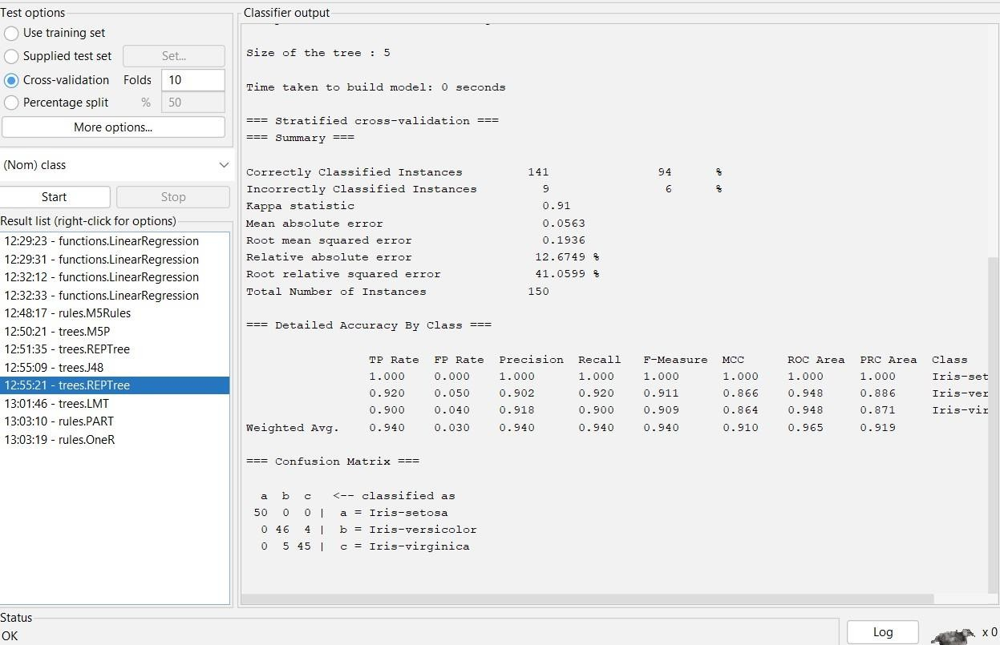 Test options
Use training set
Supplied test set Set...
Cross-validation Folds 10
Percentage split % 50
More options...
(Nom) class
Start Stop
Result list (right-click for options)
12:29:23 - functions.LinearRegression
12:29:31 - functions.LinearRegression
12:32:12 - functions.LinearRegression
12:32:33 - functions.LinearRegression
12:48:17 - rules.M5Rules
12:50:21 - trees.M5P
12:51:35 - trees.REPTree
12:55:09 - trees.J48
12:55:21 - trees.REPTree
13:01:46 - trees.LMT
13:03:10 - rules.PART
13:03:19 - rules.OneR
Classifier output
Size of the tree : 5
Time taken to build model: 0 seconds
=== Stratified cross-validation ===
=== Summary ===
Correctly Classified Instances 141 94 %
Incorrectly Classified Instances 9 6 %
Kappa statistic 0.91
Mean absolute error 0.0563
Root mean squared error 0.1936
Relative absolute error 12.6749 %
Root relative squared error 41.0599 %
Total Number of Instances 150
=== Detailed Accuracy By Class ===
TP Rate FP Rate Precision Recall F-Measure MCC ROC Area PRC Area Class
1.000 0.000 1.000 1.000 1.000 1.000 1.000 1.000 Iris-set
0.920 0.050 0.902 0.920 0.911 0.866 0.948 0.886 Iris-ver
0.900 0.040 0.918 0.900 0.909 0.864 0.948 0.871 Iris-vir
Weighted Avg. 0.940 0.030 0.940 0.940 0.940 0.910 0.965 0.919
=== Confusion Matrix ===
a b c <-- classified as
50 0 0 | a = Iris-setosa
0 46 4 | b = Iris-versicolor
0 5 45 | c = Iris-virginica
Status
OK
Log
x 0